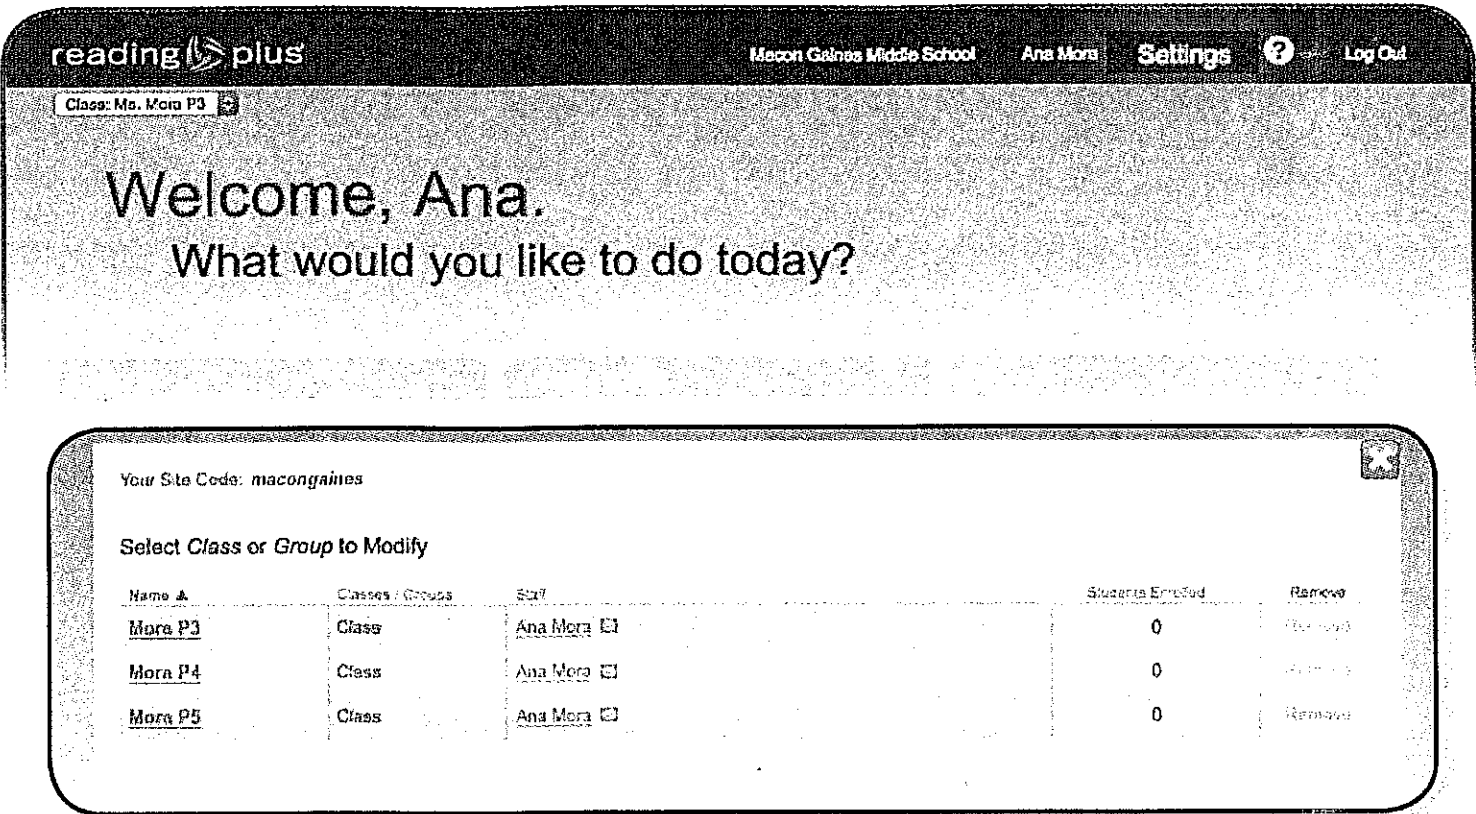 reading plus
Macon Gaines Middle School Ana Mora Settings ? Log Out
Class: Ms. Mora P3
Welcome, Ana.
What would you like to do today?
Your Site Code: macongaines
Select Class or Group to Modify
Name Classes / Groups Staff Students Enrolled Remove
Mora P3 Class Ana Mora 0 Remove
Mora P4 Class Ana Mora 0 Remove
Mora P5 Class Ana Mora 0 Remove